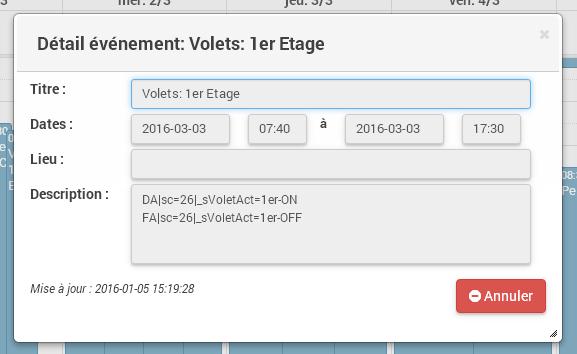 3
mer. 2/3
jeu. 3/3
ven. 4/3
Détail événement: Volets: 1er Etage
×
Titre :
Volets: 1er Etage
Dates :
2016-03-03 07:40 à 2016-03-03 17:30
Lieu :
Description :
DA|sc=26|_sVoletAct=1er-ON
FA|sc=26|_sVoletAct=1er-OFF
Mise à jour : 2016-01-05 15:19:28
Annuler